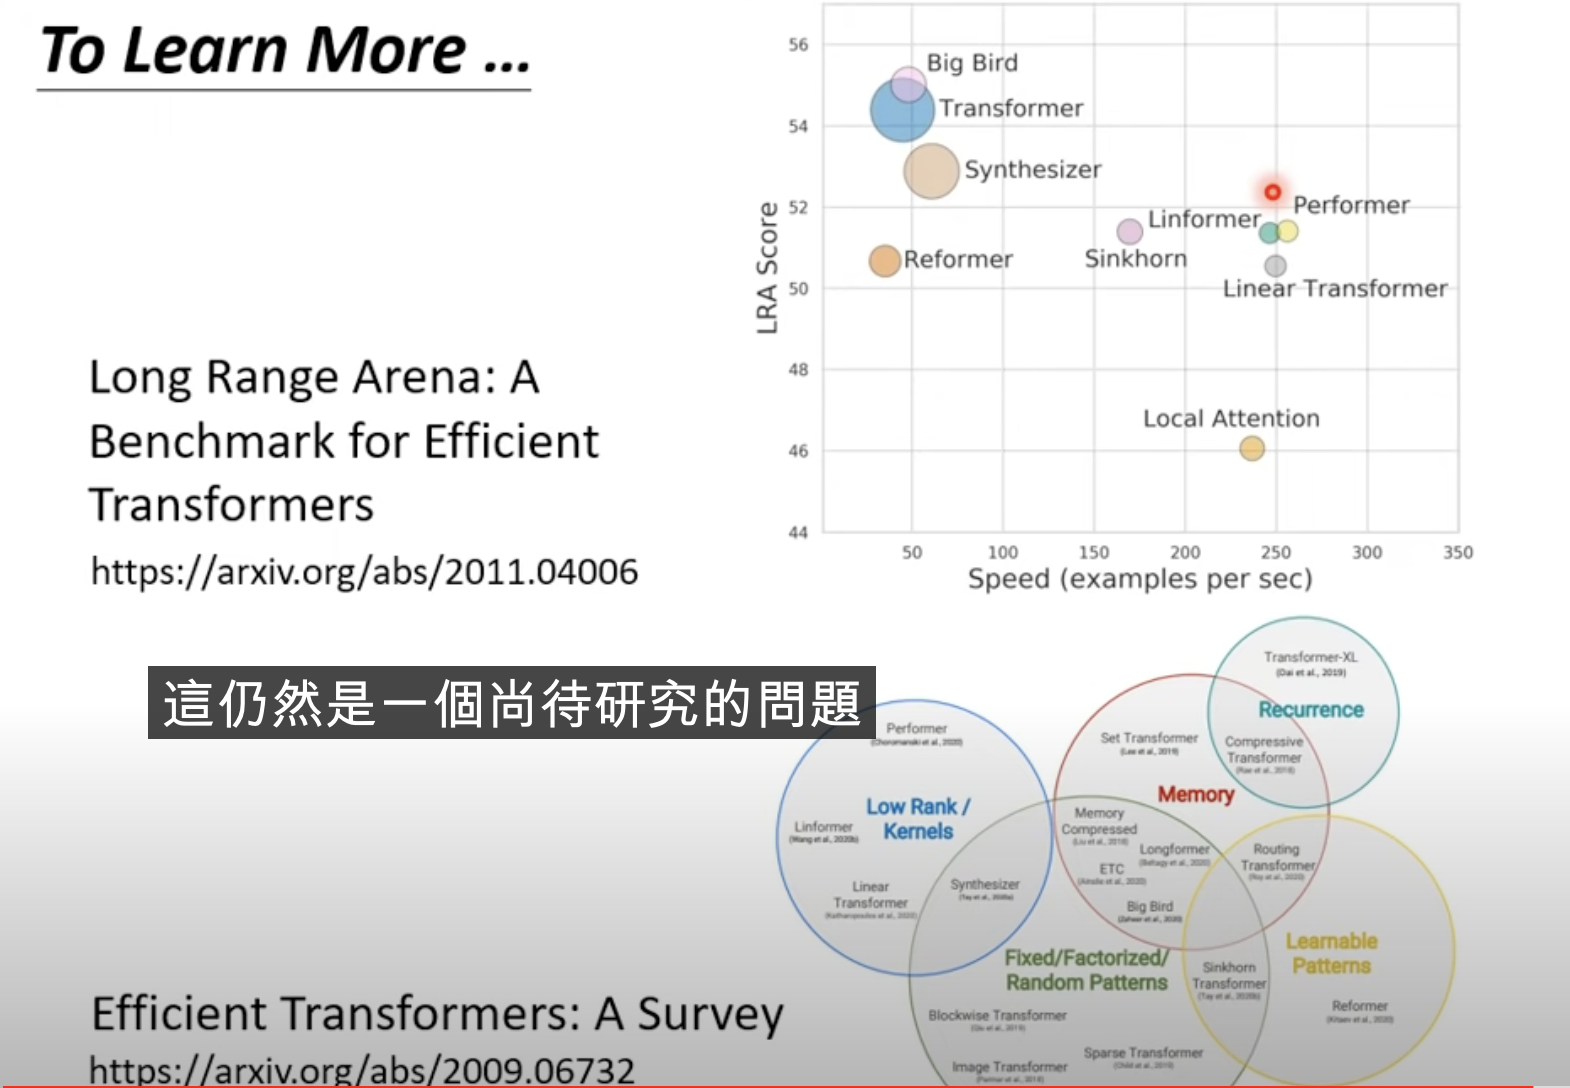 To Learn More ...
Long Range Arena: A
Benchmark for Efficient
Transformers
https://arxiv.org/abs/2011.04006
56
54
52
50
48
46
44
LRA Score
Big Bird
Transformer
Synthesizer
Performer
Linformer
Sinkhorn
Reformer
Linear Transformer
Local Attention
50 100 150 200 250 300 350
Speed (examples per sec)
這仍然是一個尚待研究的問題
Transformer-XL
(Dai et al., 2019)
Recurrence
Compressive
Transformer
(Rae et al., 2018)
Set Transformer
(Lee et al., 2019)
Memory
Performer
(Choromanski et al., 2020)
Low Rank /
Kernels
Linformer
(Wang et al., 2020b)
Linear
Transformer
(Katharopoulos et al., 2020)
Synthesizer
(Tay et al., 2020a)
Memory
Compressed
(Liu et al., 2018)
Longformer
(Beltagy et al., 2020)
ETC
(Ainslie et al., 2020)
Big Bird
(Zaheer et al., 2020)
Routing
Transformer
(Roy et al., 2020)
Learnable
Patterns
Fixed/Factorized/
Random Patterns
Sinkhorn
Transformer
(Tay et al., 2020b)
Reformer
(Kitaev et al., 2020)
Blockwise Transformer
(Qiu et al., 2019)
Sparse Transformer
(Child et al., 2019)
Image Transformer
(Parmar et al., 2018)
Efficient Transformers: A Survey
https://arxiv.org/abs/2009.06732